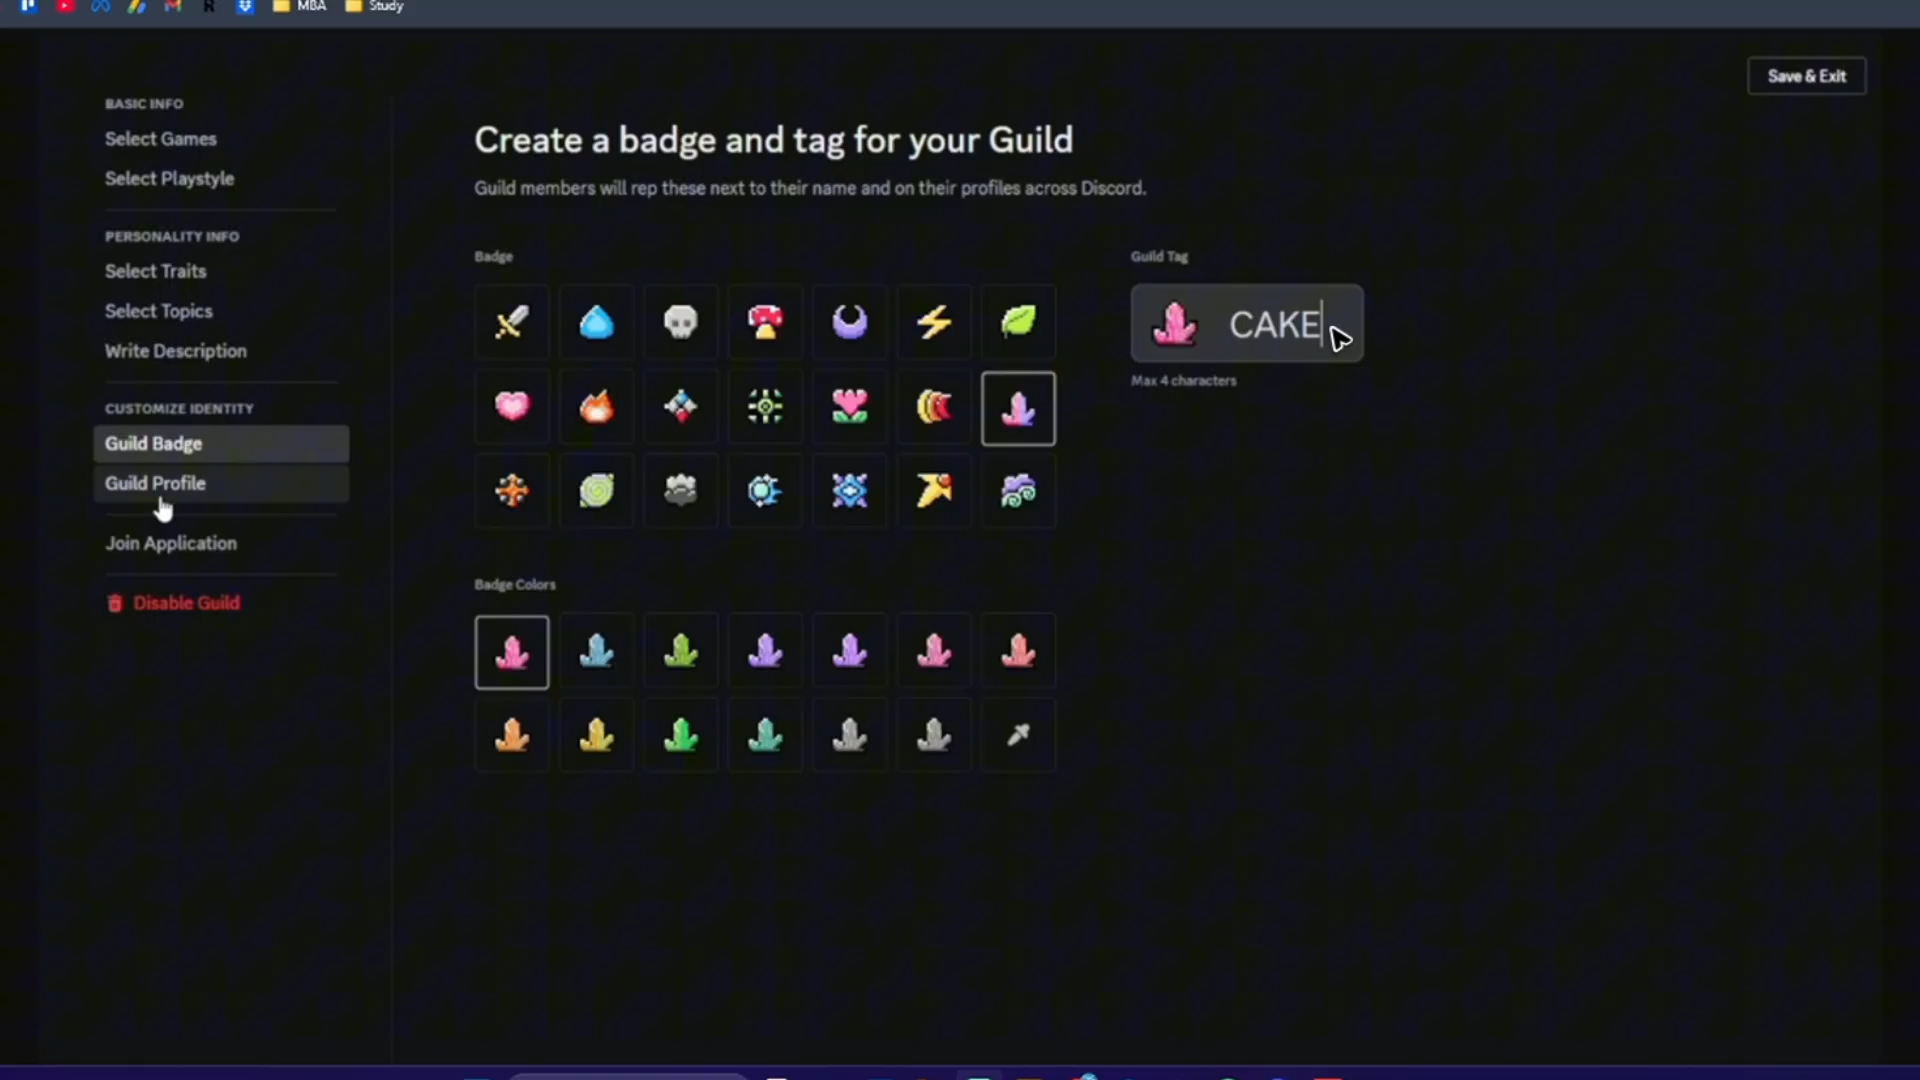 MBA
Study
Save & Exit
BASIC INFO
Select Games
Select Playstyle
PERSONALITY INFO
Select Traits
Select Topics
Write Description
CUSTOMIZE IDENTITY
Guild Badge
Guild Profile
Join Application
Disable Guild
Create a badge and tag for your Guild
Guild members will rep these next to their name and on their profiles across Discord.
Badge
Guild Tag
CAKE
Max 4 characters
Badge Colors